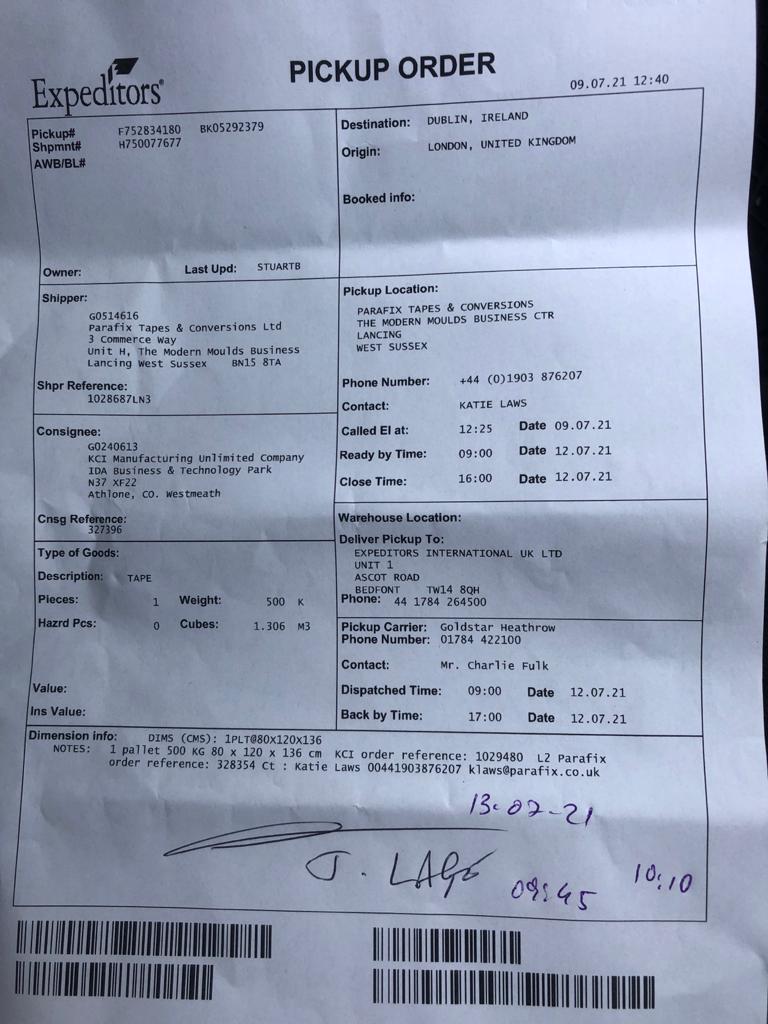 Expeditors
PICKUP ORDER
09.07.21 12:40
Pickup# F752834180 BK05292379
Shpmnt# H750077677
AWB/BL#
Owner: Last Upd: STUARTB
Destination: DUBLIN, IRELAND
Origin: LONDON, UNITED KINGDOM
Booked info:
Shipper:
G0514616
Parafix Tapes & Conversions Ltd
3 Commerce Way
Unit H, The Modern Moulds Business
Lancing West Sussex BN15 8TA
Shpr Reference:
1028687LN3
Pickup Location:
PARAFIX TAPES & CONVERSIONS
THE MODERN MOULDS BUSINESS CTR
LANCING
WEST SUSSEX
Phone Number: +44 (0)1903 876207
Contact: KATIE LAWS
Called EI at: 12:25 Date 09.07.21
Ready by Time: 09:00 Date 12.07.21
Close Time: 16:00 Date 12.07.21
Consignee:
G0240613
KCI Manufacturing Unlimited Company
IDA Business & Technology Park
N37 XF22
Athlone, CO. Westmeath
Cnsg Reference:
327396
Warehouse Location:
Deliver Pickup To:
EXPEDITORS INTERNATIONAL UK LTD
UNIT 1
ASCOT ROAD
BEDFONT TW14 8QH
Phone: 44 1784 264500
Type of Goods:
Description: TAPE
Pieces: 1 Weight: 500 K
Hazrd Pcs: 0 Cubes: 1.306 M3
Value:
Ins Value:
Pickup Carrier: Goldstar Heathrow
Phone Number: 01784 422100
Contact: Mr. Charlie Fulk
Dispatched Time: 09:00 Date 12.07.21
Back by Time: 17:00 Date 12.07.21
Dimension info: DIMS (CMS): 1PLT@80X120X136
NOTES: 1 pallet 500 KG 80 x 120 x 136 cm KCI order reference: 1029480 L2 Parafix
order reference: 328354 Ct : Katie Laws 00441903876207 klaws@parafix.co.uk
13-07-21
J. LAGE
09:45
10:10